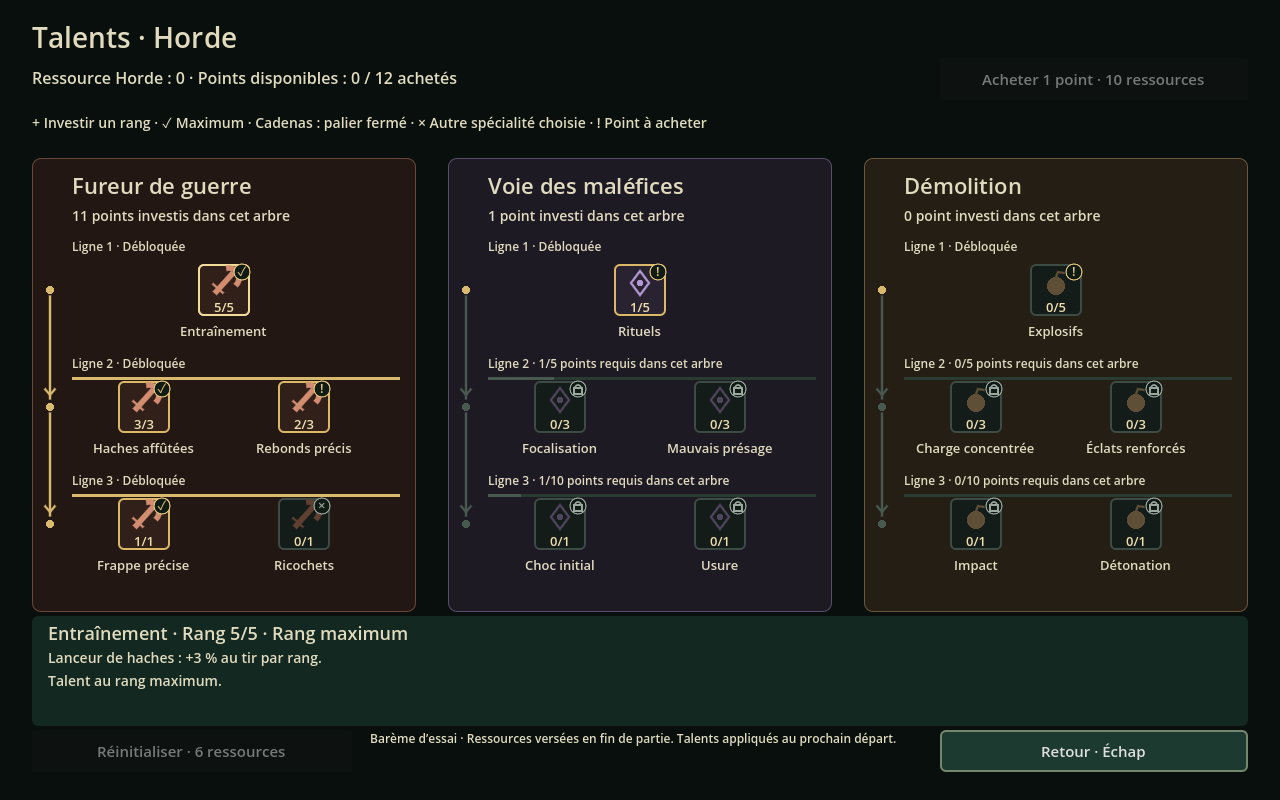 Talents · Horde
Ressource Horde : 0 · Points disponibles : 0 / 12 achetés
Acheter 1 point · 10 ressources
+ Investir un rang · ✓ Maximum · Cadenas : palier fermé · × Autre spécialité choisie · ! Point à acheter
Fureur de guerre
11 points investis dans cet arbre
Ligne 1 · Débloquée
✓
5/5
Entraînement
Ligne 2 · Débloquée
✓ !
3/3 2/3
Haches affûtées Rebonds précis
Ligne 3 · Débloquée
✓ ×
1/1 0/1
Frappe précise Ricochets
Voie des maléfices
1 point investi dans cet arbre
Ligne 1 · Débloquée
!
1/5
Rituels
Ligne 2 · 1/5 points requis dans cet arbre
0/3 0/3
Focalisation Mauvais présage
Ligne 3 · 1/10 points requis dans cet arbre
0/1 0/1
Choc initial Usure
Démolition
0 point investi dans cet arbre
Ligne 1 · Débloquée
!
0/5
Explosifs
Ligne 2 · 0/5 points requis dans cet arbre
0/3 0/3
Charge concentrée Éclats renforcés
Ligne 3 · 0/10 points requis dans cet arbre
0/1 0/1
Impact Détonation
Entraînement · Rang 5/5 · Rang maximum
Lanceur de haches : +3 % au tir par rang.
Talent au rang maximum.
Réinitialiser · 6 ressources
Barème d’essai · Ressources versées en fin de partie. Talents appliqués au prochain départ.
Retour · Échap